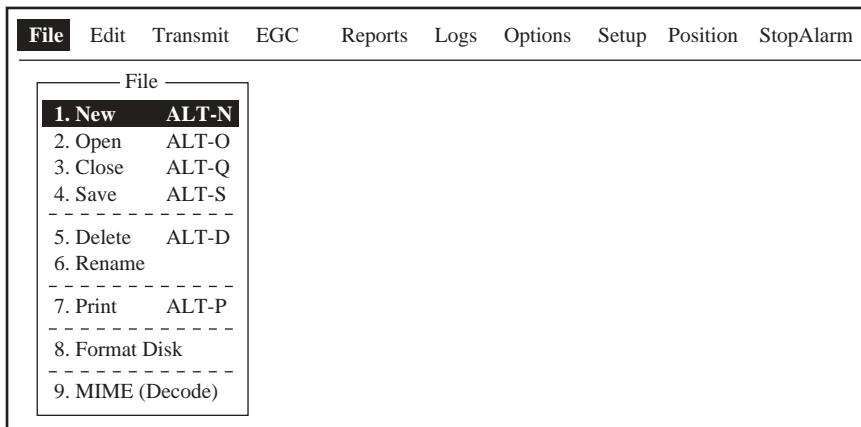 File Edit Transmit EGC Reports Logs Options Setup Position StopAlarm
File
1. New ALT-N
2. Open ALT-O
3. Close ALT-Q
4. Save ALT-S
5. Delete ALT-D
6. Rename
7. Print ALT-P
8. Format Disk
9. MIME (Decode)